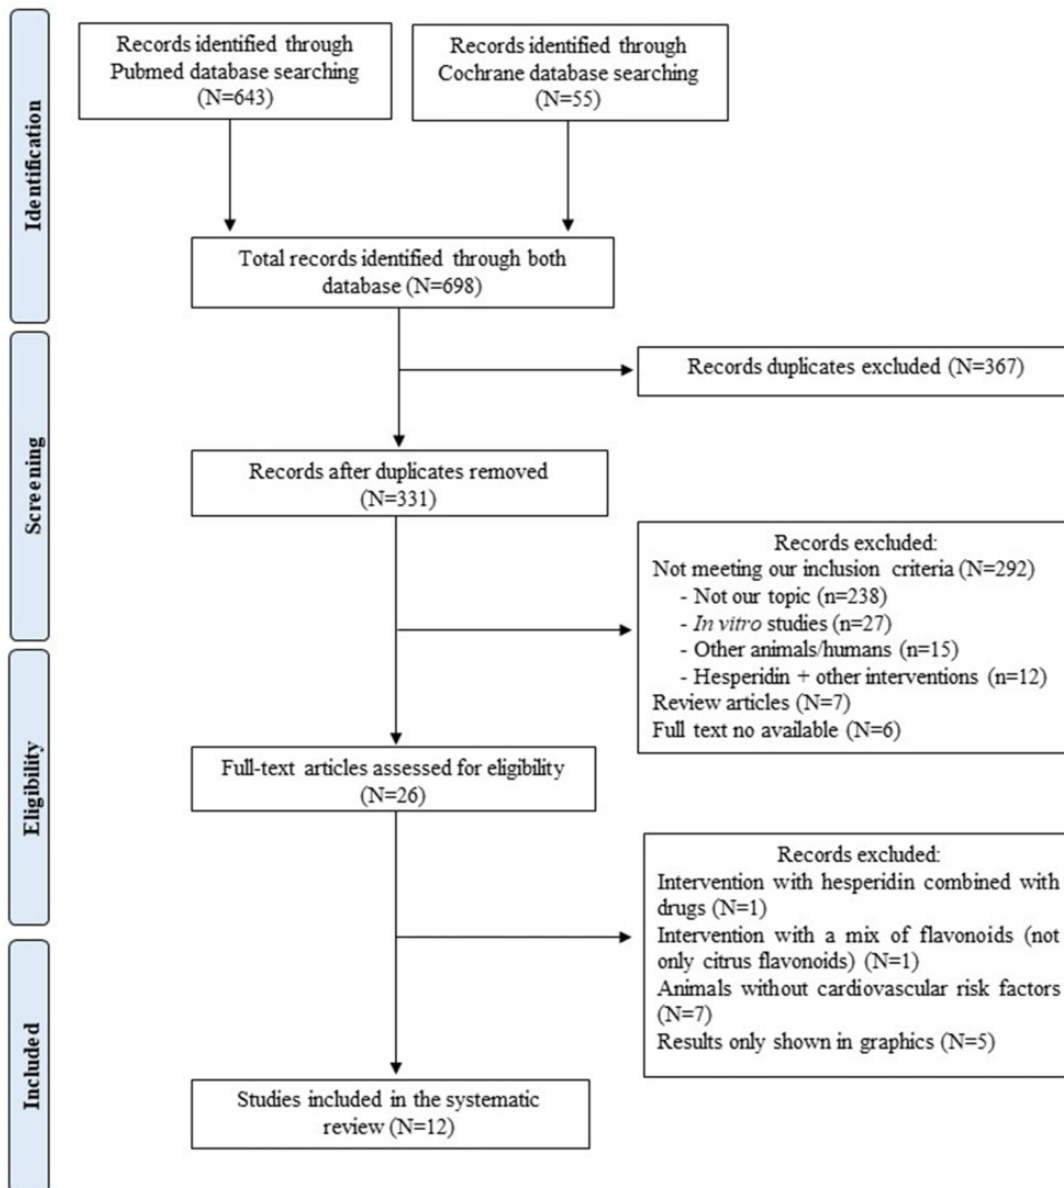 Identification
Records identified through
Pubmed database searching
(N=643)
Records identified through
Cochrane database searching
(N=55)
Total records identified through both
database (N=698)
Screening
Records duplicates excluded (N=367)
Records after duplicates removed
(N=331)
Records excluded:
Not meeting our inclusion criteria (N=292)
- Not our topic (n=238)
- In vitro studies (n=27)
- Other animals/humans (n=15)
- Hesperidin + other interventions (n=12)
Review articles (N=7)
Full text no available (N=6)
Eligibility
Full-text articles assessed for eligibility
(N=26)
Records excluded:
Intervention with hesperidin combined with
drugs (N=1)
Intervention with a mix of flavonoids (not
only citrus flavonoids) (N=1)
Animals without cardiovascular risk factors
(N=7)
Results only shown in graphics (N=5)
Included
Studies included in the systematic
review (N=12)